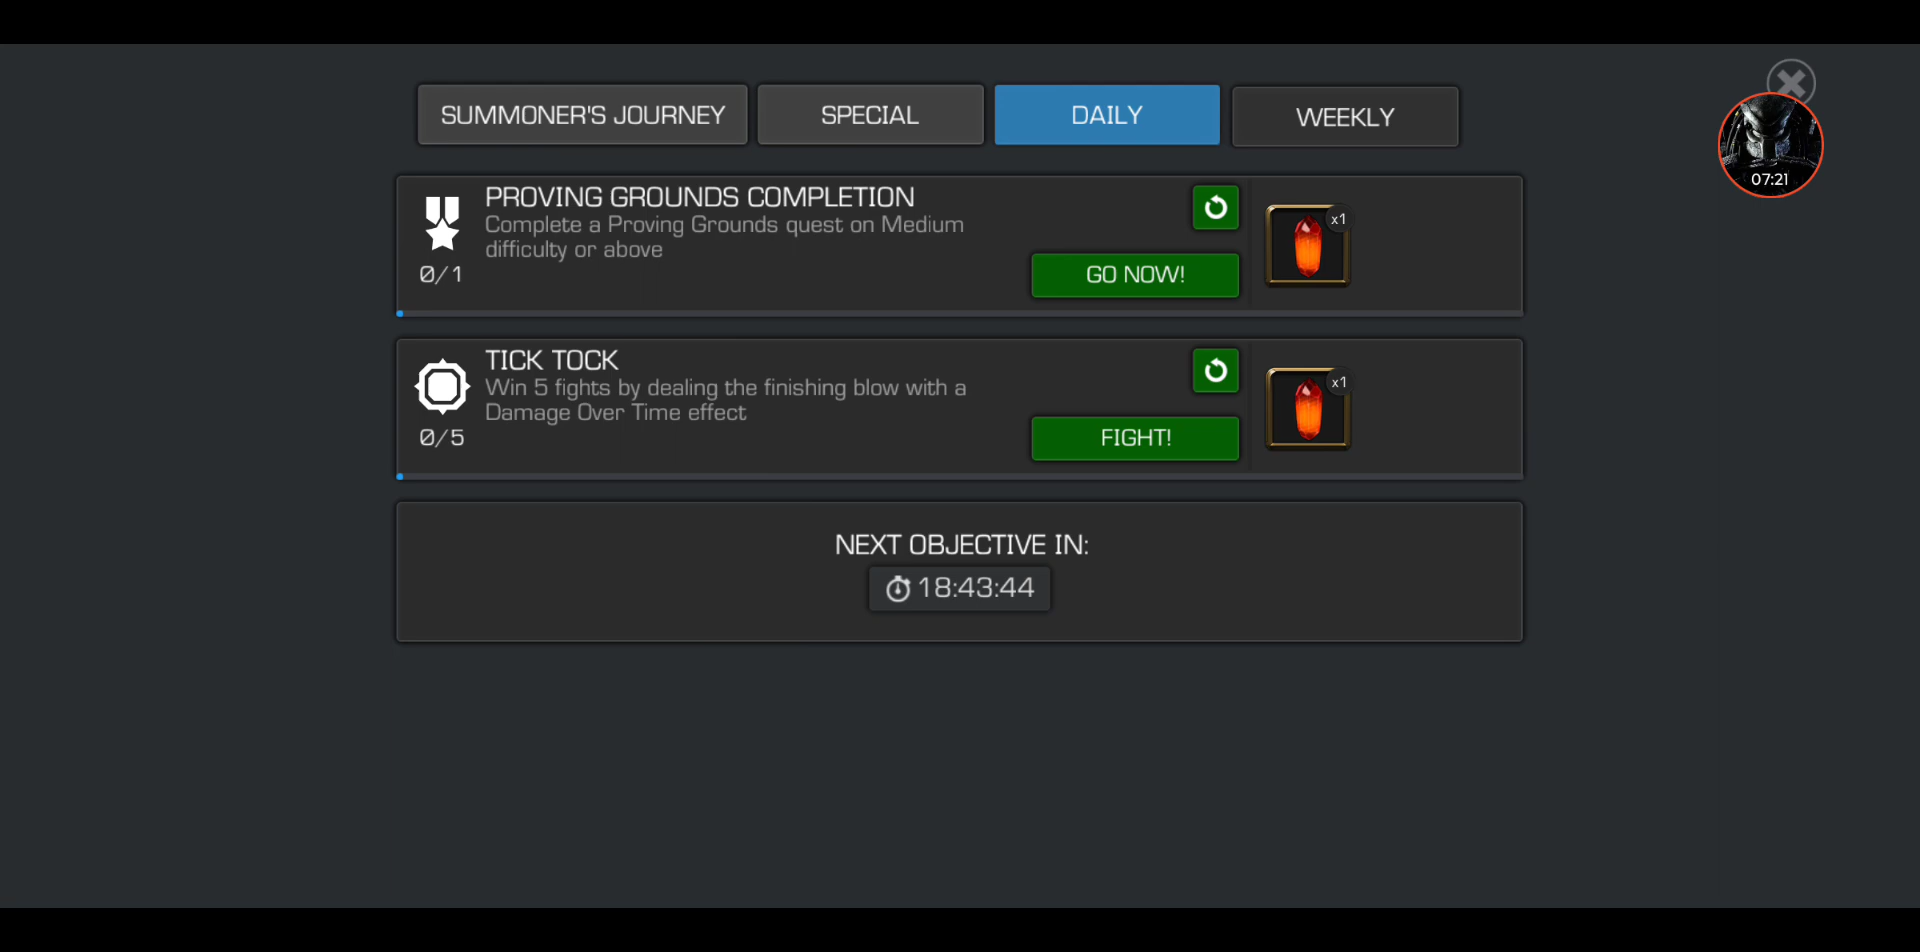 SUMMONER'S JOURNEY
SPECIAL
DAILY
WEEKLY
07:21
PROVING GROUNDS COMPLETION
Complete a Proving Grounds quest on Medium
difficulty or above
0/1
GO NOW!
x1
TICK TOCK
Win 5 fights by dealing the finishing blow with a
Damage Over Time effect
0/5
FIGHT!
x1
NEXT OBJECTIVE IN:
18:43:44